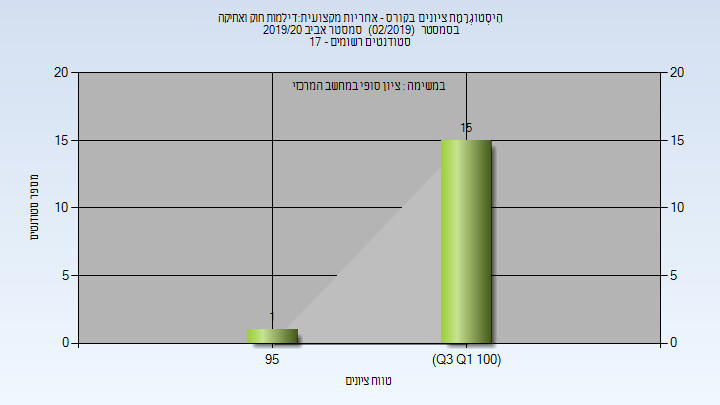 היסטוגרמת ציונים בקורס - אחריות מקצועית:דילמות חוק ואתיקה
בסמסטר (02/2019) סמסטר אביב 2019/20
סטודנטים רשומים - 17
במשימה : ציון סופי במחשב המרכזי
מספר סטודנטים
20
15
10
5
0
20
15
10
5
0
1
15
95
(Q3 Q1 100)
טווח ציונים